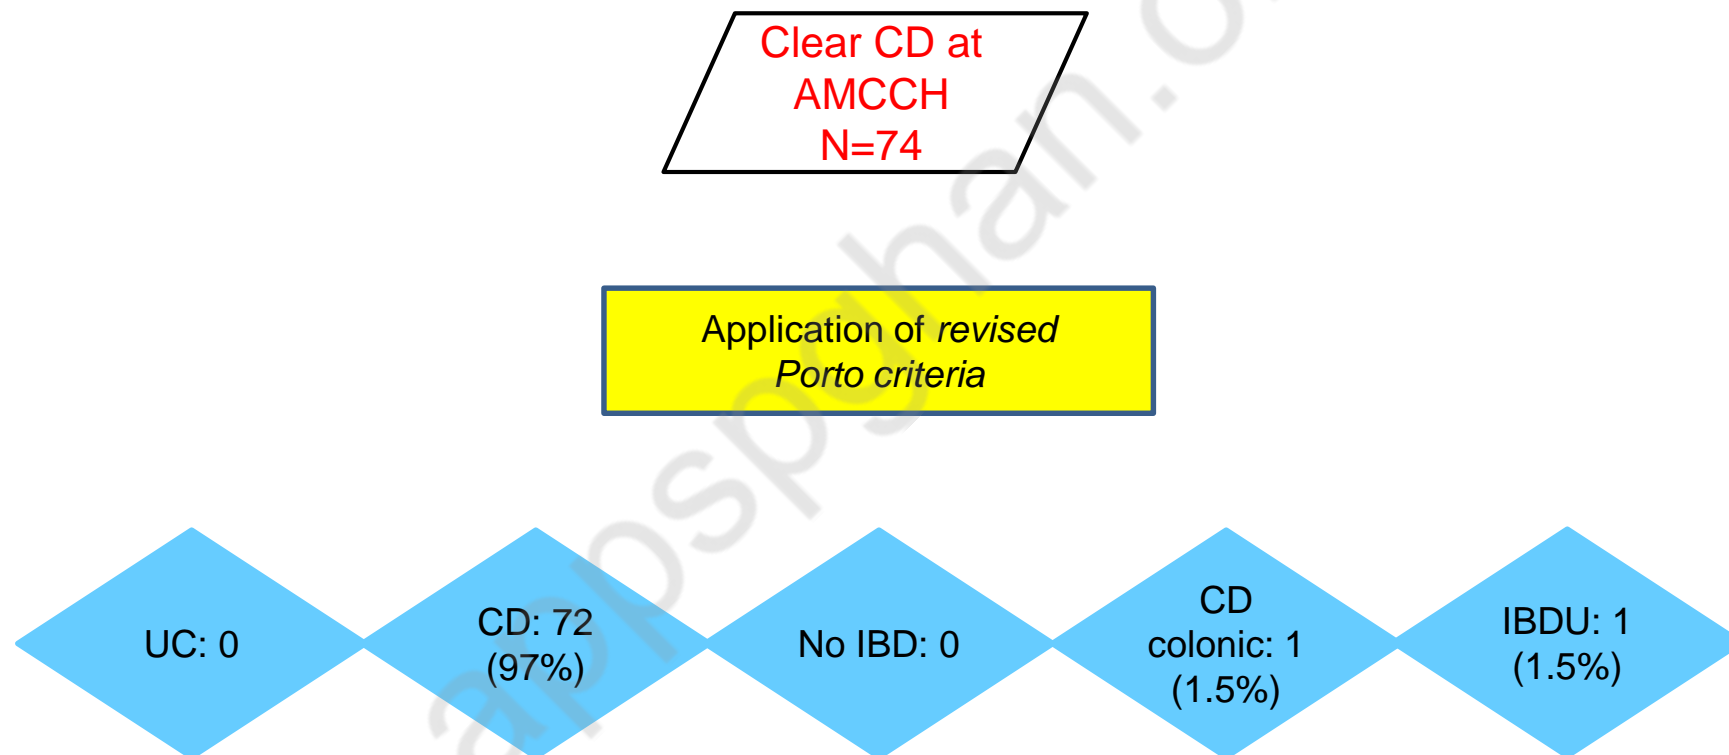 Clear CD at
AMCCH
N=74
Application of revised
Porto criteria
UC: 0
CD: 72
(97%)
No IBD: 0
CD
colonic: 1
(1.5%)
IBDU: 1
(1.5%)
apspghan.o